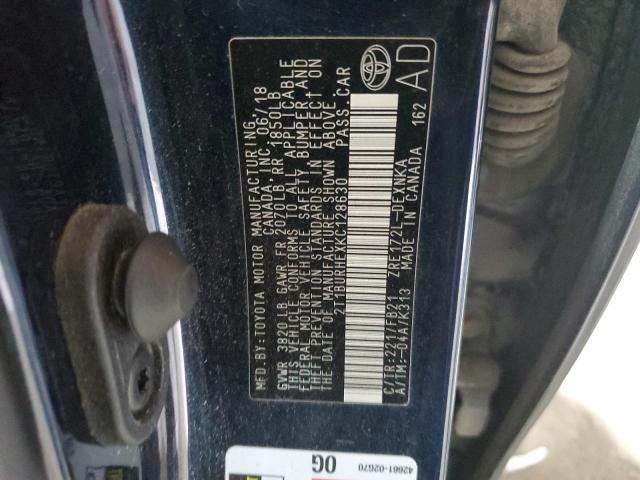 MFD.BY:TOYOTA MOTOR MANUFACTURING
CANADA, INC. 06/18
GVWR 3820LB GAWR FR 2070LB RR 1850LB
THIS VEHICLE CONFORMS TO ALL APPLICABLE
FEDERAL MOTOR VEHICLE SAFETY, BUMPER, AND
THEFT PREVENTION STANDARDS IN EFFECT ON
THE DATE OF MANUFACTURE SHOWN ABOVE.
2T1BURHEXKC128630 PASS.CAR
C/TR:221/FB21 ZRE172L-DEXNKA
A/TM:-04A/K313 MADE IN CANADA 162
AD
42661-02G70
0G